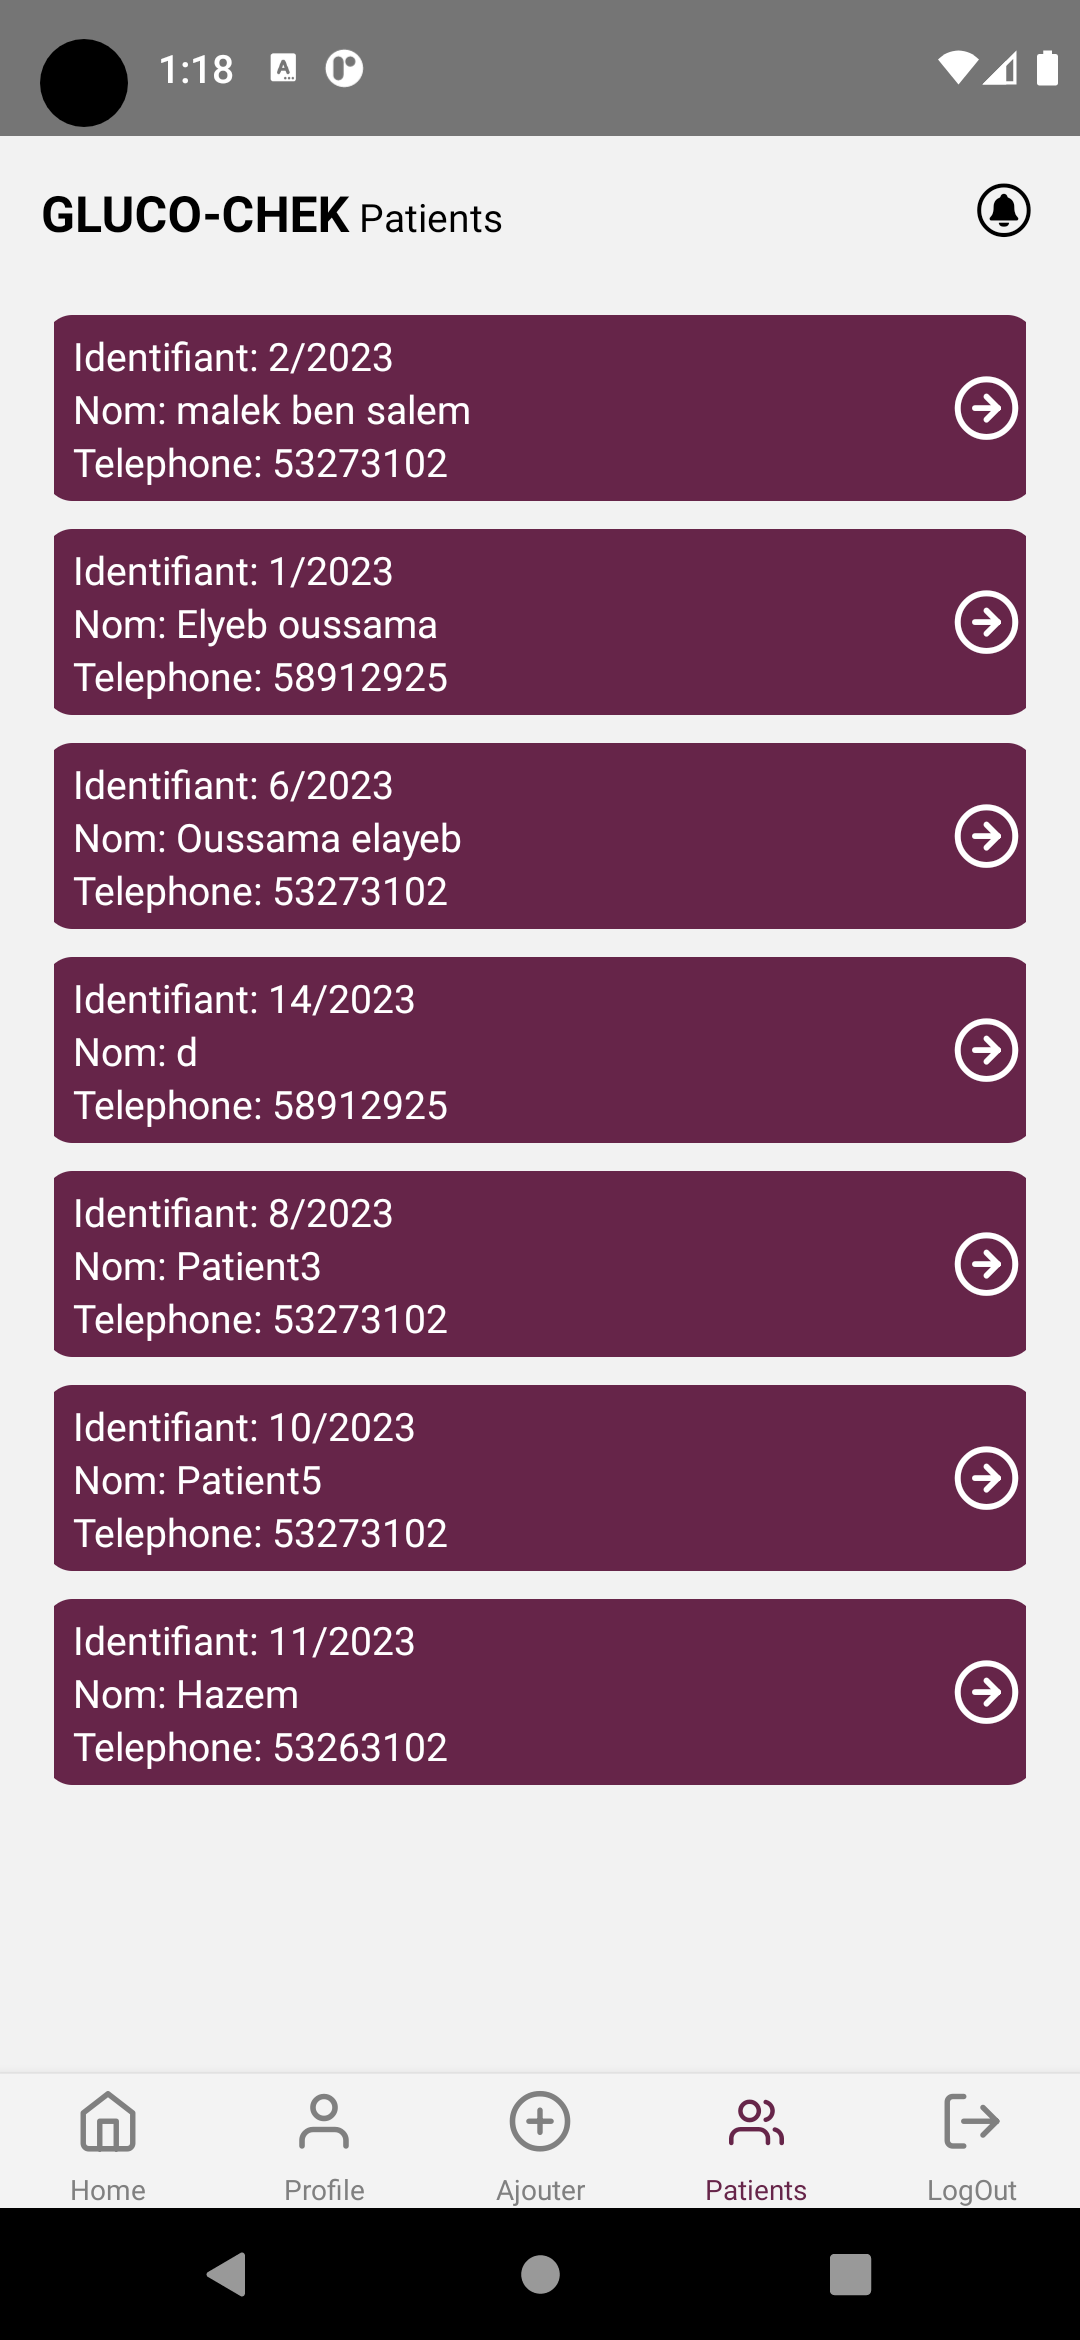 1:18
GLUCO-CHEK Patients
Identifiant: 2/2023
Nom: malek ben salem
Telephone: 53273102
Identifiant: 1/2023
Nom: Elyeb oussama
Telephone: 58912925
Identifiant: 6/2023
Nom: Oussama elayeb
Telephone: 53273102
Identifiant: 14/2023
Nom: d
Telephone: 58912925
Identifiant: 8/2023
Nom: Patient3
Telephone: 53273102
Identifiant: 10/2023
Nom: Patient5
Telephone: 53273102
Identifiant: 11/2023
Nom: Hazem
Telephone: 53263102
Home Profile Ajouter Patients LogOut